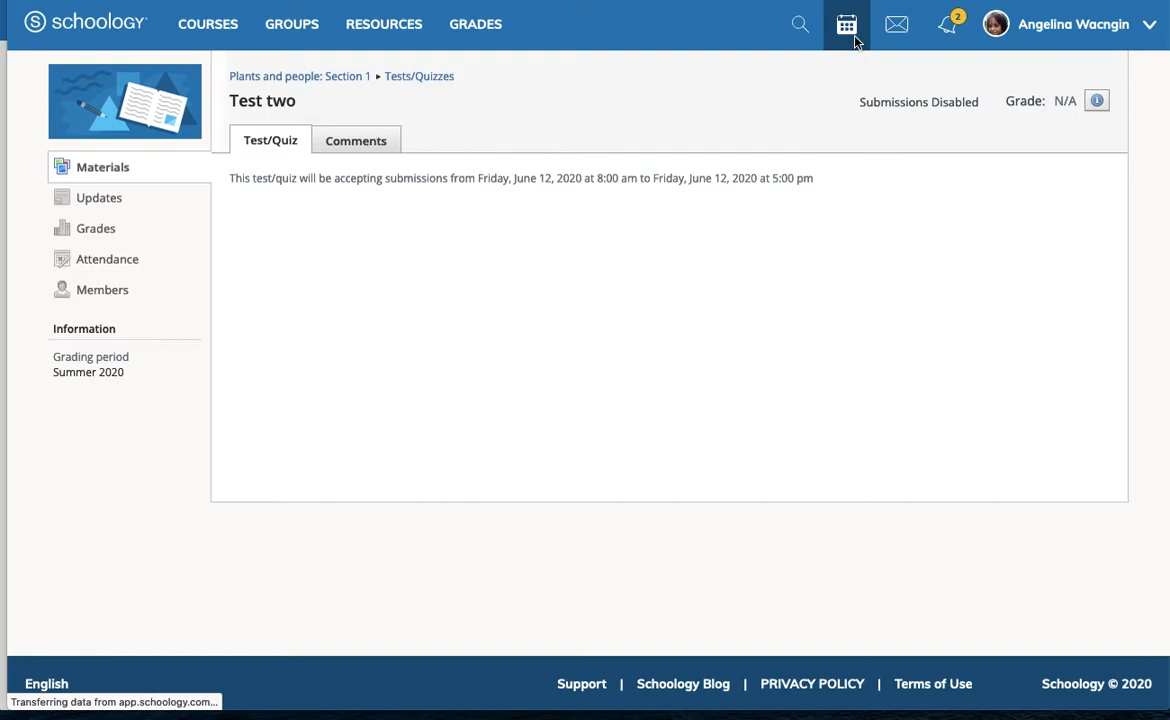 schoology COURSES GROUPS RESOURCES GRADES 2 Angelina Wacngin
Plants and people: Section 1 ▸ Tests/Quizzes
Test two
Submissions Disabled Grade: N/A
Test/Quiz Comments
This test/quiz will be accepting submissions from Friday, June 12, 2020 at 8:00 am to Friday, June 12, 2020 at 5:00 pm
Materials
Updates
Grades
Attendance
Members
Information
Grading period
Summer 2020
English Support | Schoology Blog | PRIVACY POLICY | Terms of Use Schoology © 2020
Transferring data from app.schoology.com...